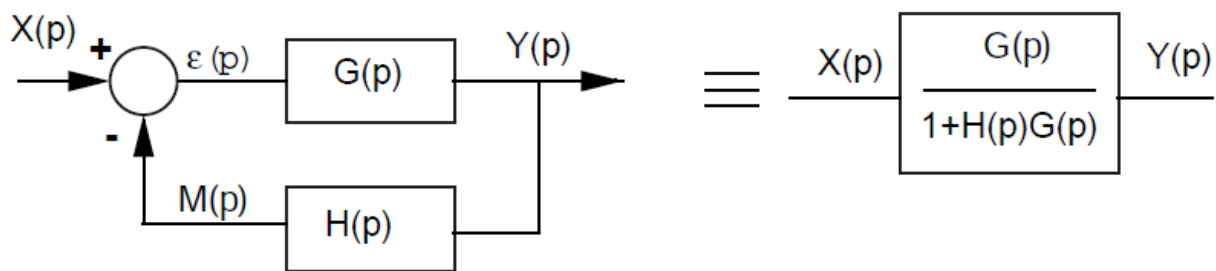 X(p)
+
ε(p)
G(p)
Y(p)
-
M(p)
H(p)
≡
X(p)
G(p)
1+H(p)G(p)
Y(p)